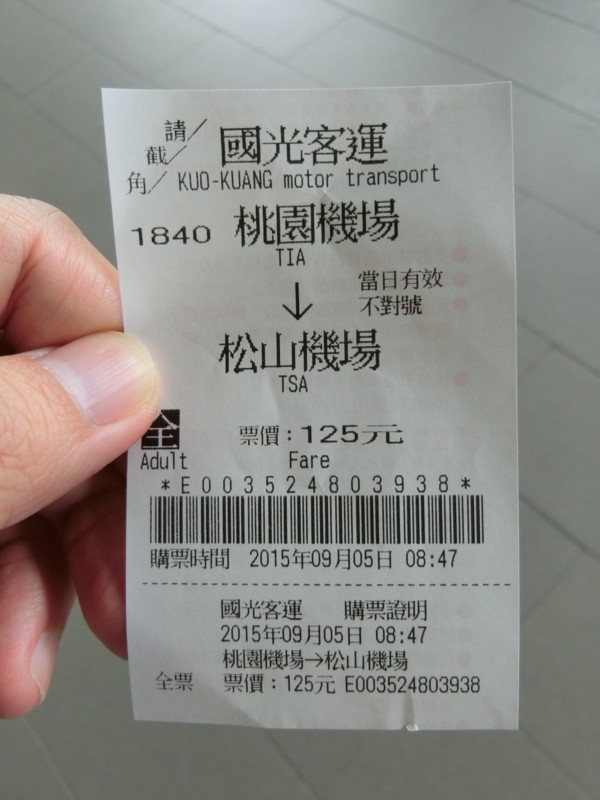 請/
截/
角/
國光客運
KUO-KUANG motor transport
1840 桃園機場
TIA
當日有效
不對號
↓
松山機場
TSA
全
票價:125元
Adult Fare
*E003524803938*
購票時間 2015年09月05日 08:47
國光客運 購票證明
2015年09月05日 08:47
桃園機場→松山機場
全票 票價:125元 E003524803938